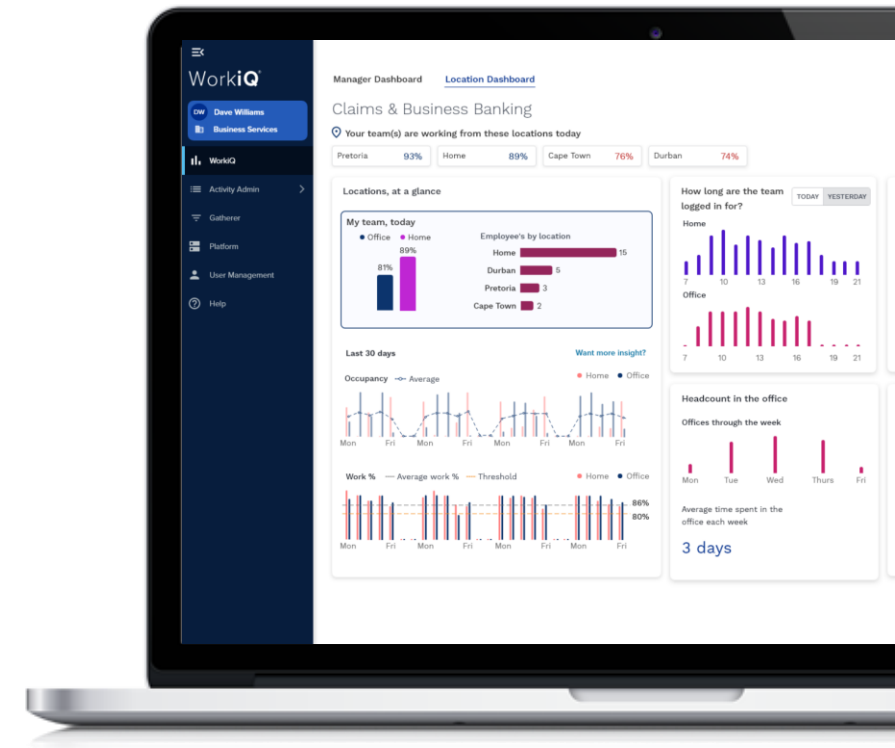 WorkiQ
DW Dave Williams
Business Services
WorkiQ
Activity Admin
Gatherer
Platform
User Management
Help
Manager Dashboard Location Dashboard
Claims & Business Banking
Your team(s) are working from these locations today
Pretoria 93% Home 89% Cape Town 76% Durban 74%
Locations, at a glance
My team, today
Office Home
89%
81%
Employee's by location
Home 15
Durban 5
Pretoria 3
Cape Town 2
Last 30 days Want more insight?
Occupancy Average Home Office
Mon Fri Mon Fri Mon Fri Mon Fri
Work % Average work % Threshold Home Office
86%
80%
Mon Fri Mon Fri Mon Fri Mon Fri
How long are the team
logged in for?
TODAY YESTERDAY
Home
7 10 13 16 19 21
Office
7 10 13 16 19 21
Headcount in the office
Offices through the week
Mon Tue Wed Thurs Fri
Average time spent in the
office each week
3 days